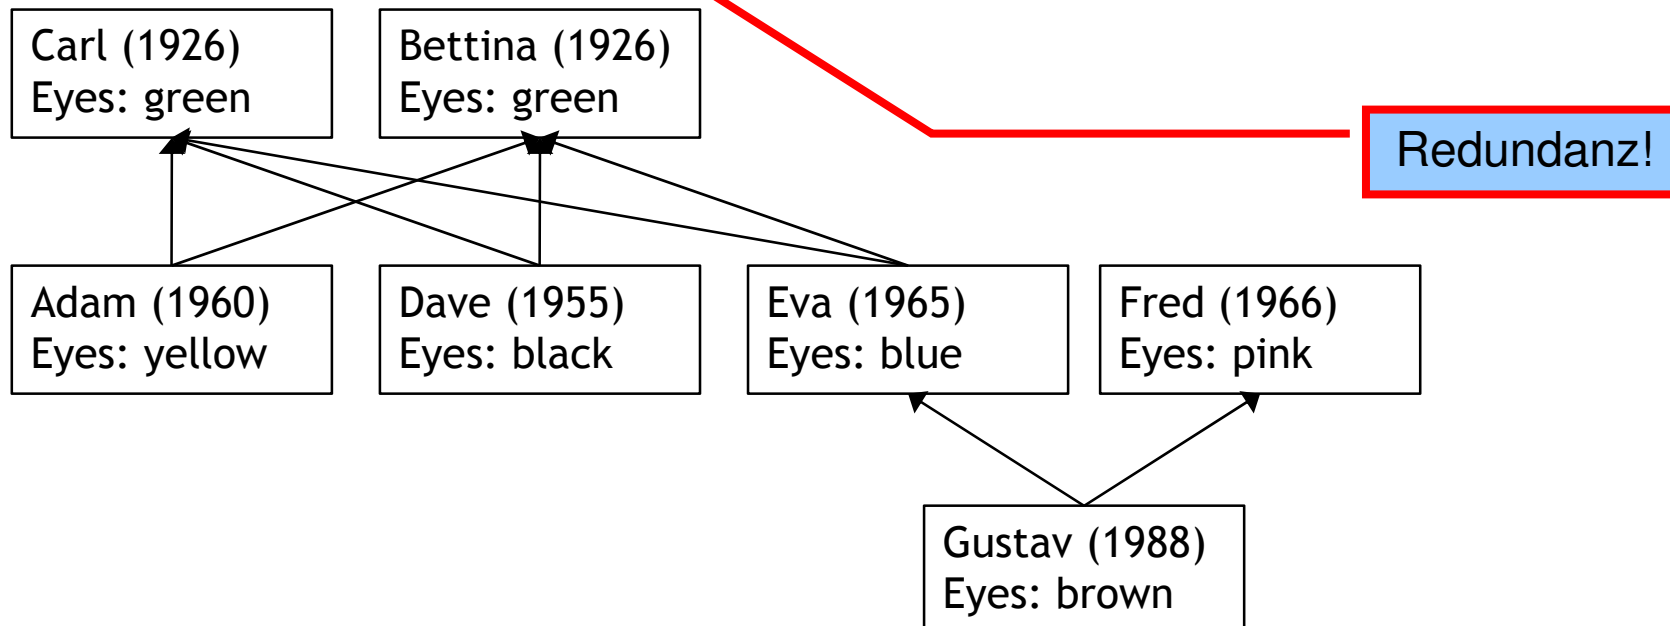 Carl (1926)
Eyes: green
Bettina (1926)
Eyes: green
Redundanz!
Adam (1960)
Eyes: yellow
Dave (1955)
Eyes: black
Eva (1965)
Eyes: blue
Fred (1966)
Eyes: pink
Gustav (1988)
Eyes: brown